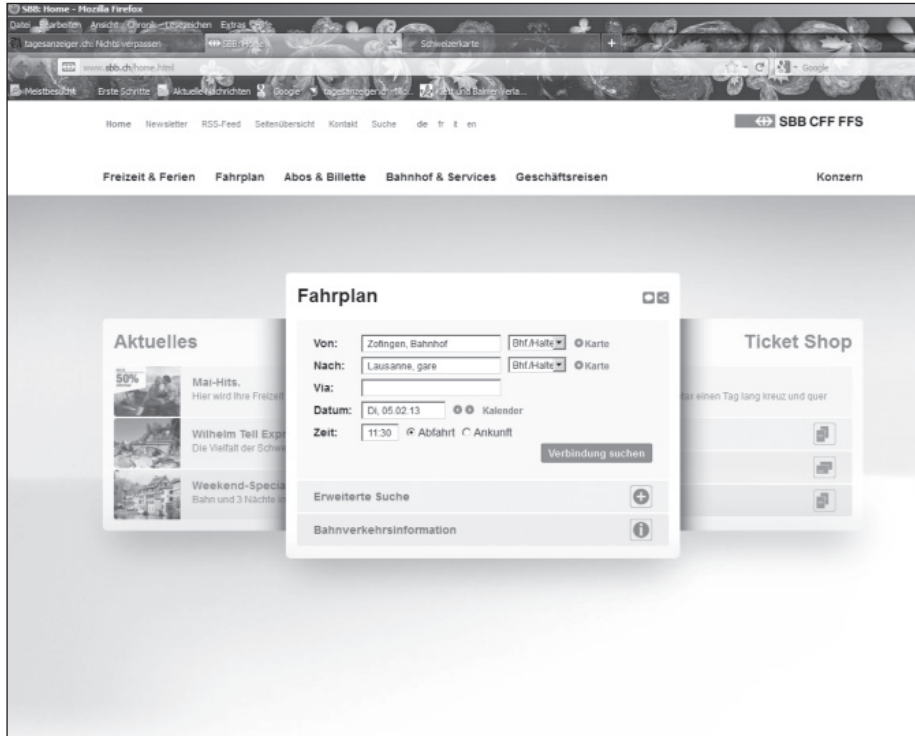 SBB: Home - Mozilla Firefox
Datei Bearbeiten Ansicht Chronik Lesezeichen Extras
tagesanzeiger.ch: Nichts verpassen SBB: Home Schweizerkarte
www.sbb.ch/home.html Google
Meistbesucht Erste Schritte Aktuelle Nachrichten Google
Home Newsletter RSS-Feed Seitenübersicht Kontakt Suche de fr it en
SBB CFF FFS
Freizeit & Ferien Fahrplan Abos & Billette Bahnhof & Services Geschäftsreisen Konzern
Fahrplan
Von: Zofingen, Bahnhof Bhf./Halte Karte
Nach: Lausanne, gare Bhf./Halte Karte
Via:
Datum: Di, 05.02.13 Kalender
Zeit: 11:30 Abfahrt Ankunft
Verbindung suchen
Erweiterte Suche
Bahnverkehrsinformation
Aktuelles
50%
Mai-Hits.
Hier wird Ihre Freizeit
Wilhelm Tell Expr
Die Vielfalt der Schwe
Weekend-Specia
Bahn und 3 Nächte
Ticket Shop
einen Tag lang kreuz und quer